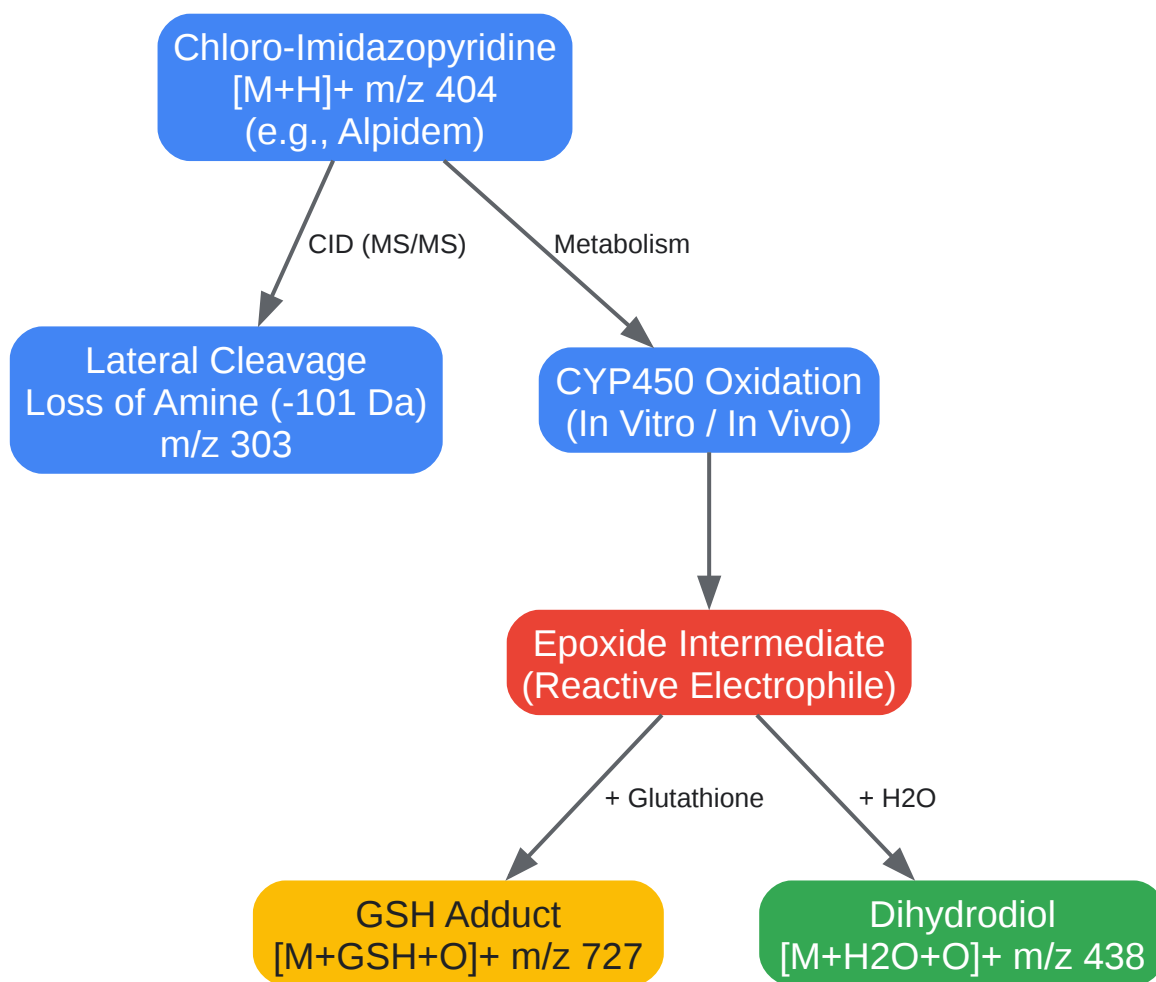 Chloro-Imidazopyridine
[M+H]+ m/z 404
(e.g., Alpidem)
CID (MS/MS)
Metabolism
Lateral Cleavage
Loss of Amine (-101 Da)
m/z 303
CYP450 Oxidation
(In Vitro / In Vivo)
Epoxide Intermediate
(Reactive Electrophile)
+ Glutathione
+ H2O
GSH Adduct
[M+GSH+O]+ m/z 727
Dihydrodiol
[M+H2O+O]+ m/z 438